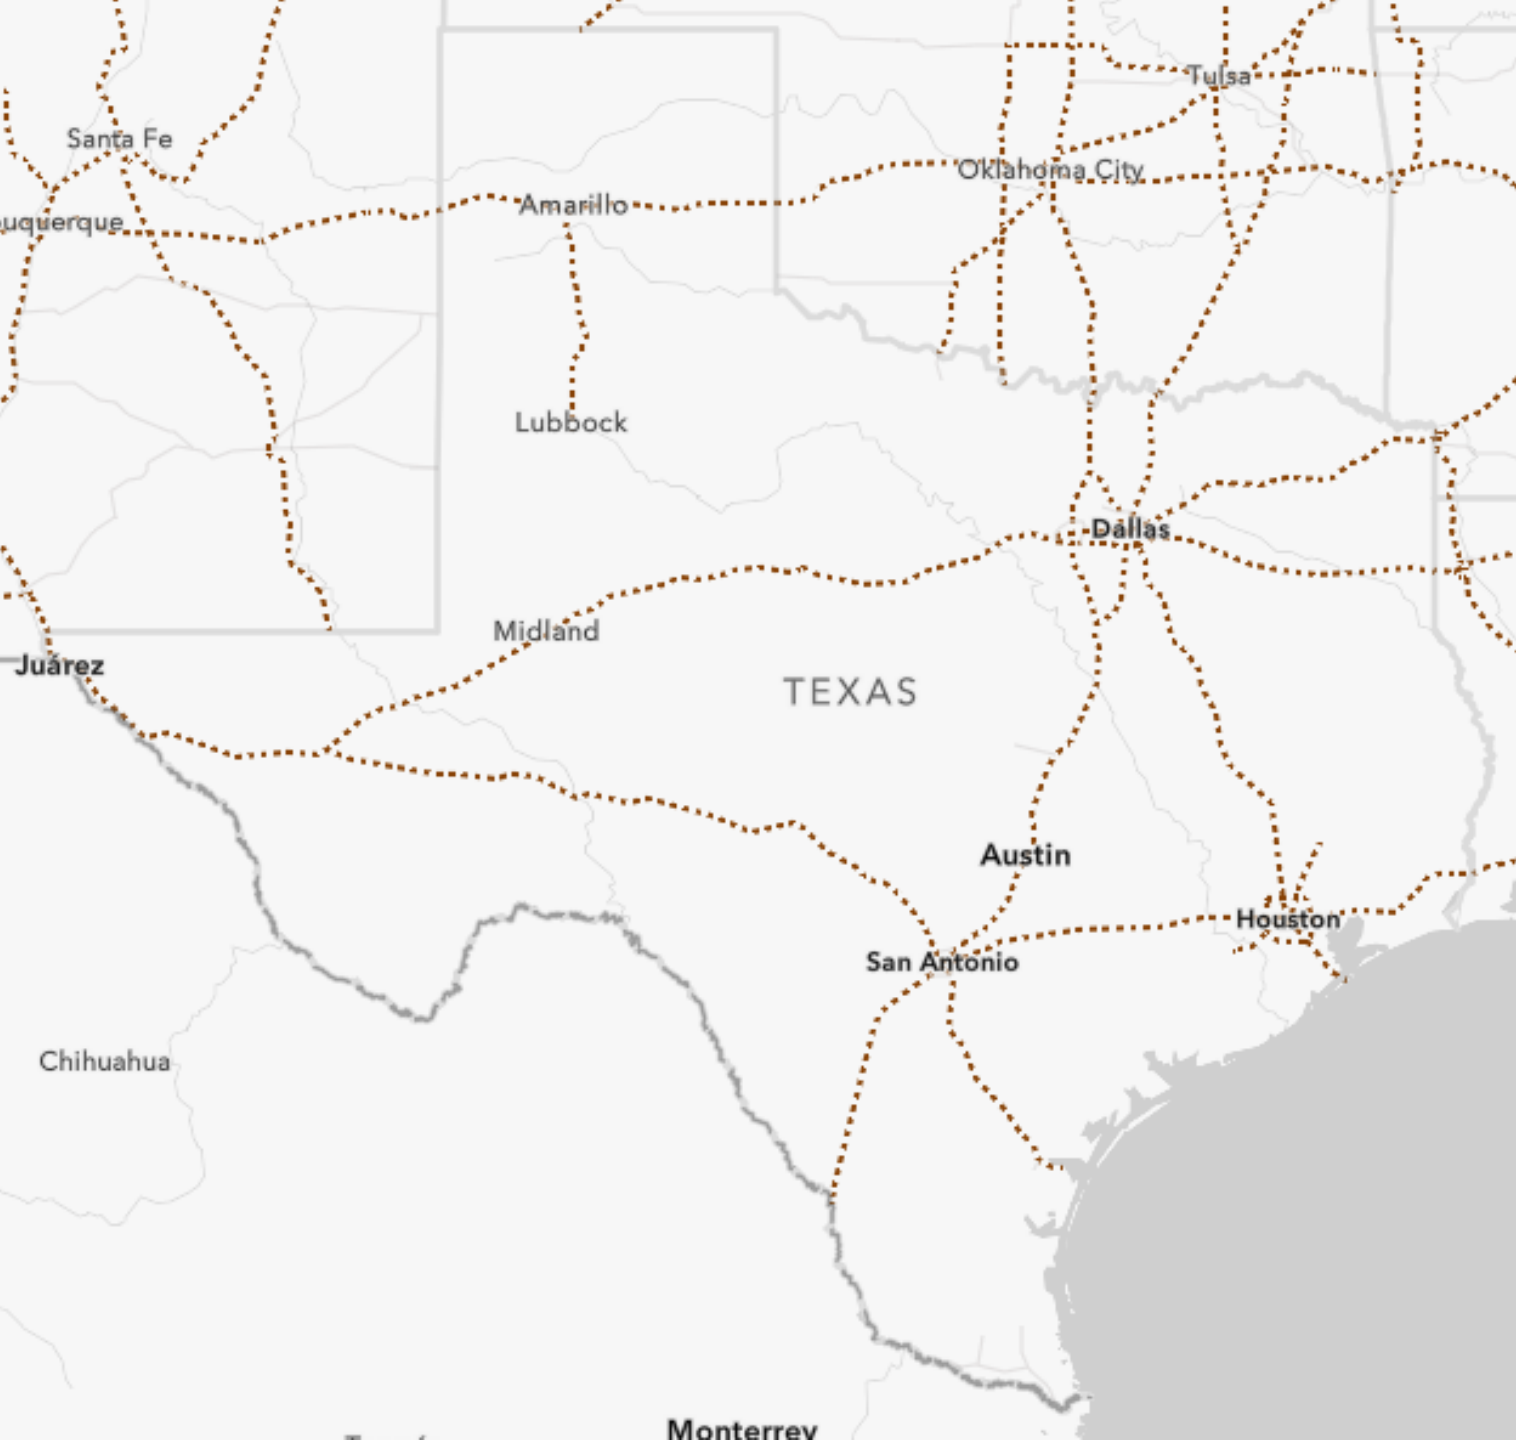 Tulsa
Santa Fe
Oklahoma City
Amarillo
uquerque
Lubbock
Dallas
Midland
Juárez
TEXAS
Austin
Houston
San Antonio
Chihuahua
Monterrey